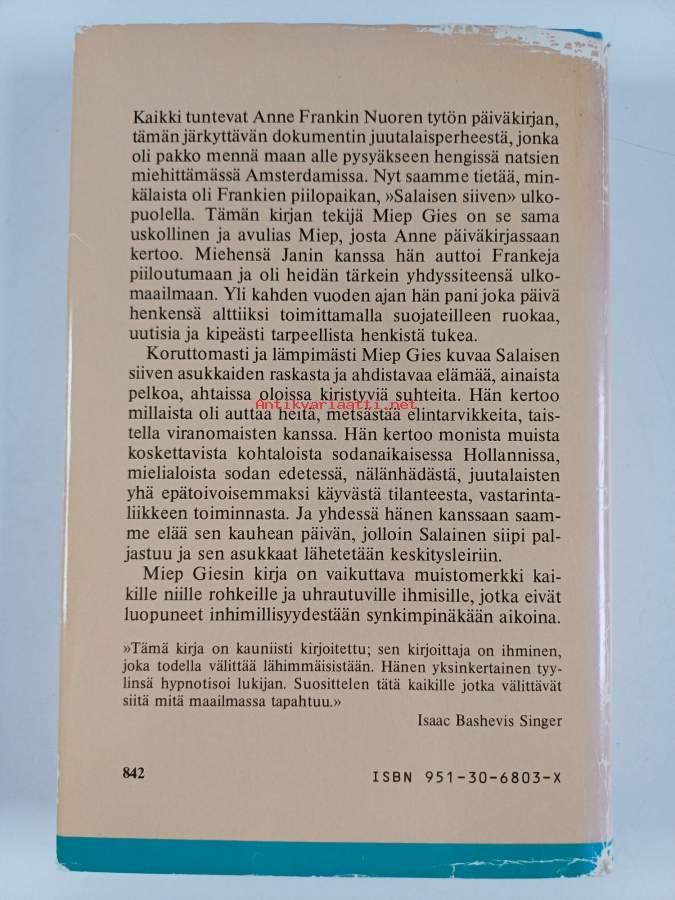 Kaikki tuntevat Anne Frankin Nuoren tytön päiväkirjan,
tämän järkyttävän dokumentin juutalaisperheestä, jonka
oli pakko mennä maan alle pysyäkseen hengissä natsien
miehittämässä Amsterdamissa. Nyt saamme tietää, min-
kälaista oli Frankien piilopaikan, »Salaisen siiven» ulko-
puolella. Tämän kirjan tekijä Miep Gies on se sama
uskollinen ja avulias Miep, josta Anne päiväkirjassaan
kertoo. Miehensä Janin kanssa hän auttoi Frankeja
piiloutumaan ja oli heidän tärkein yhdyssiteensä ulko-
maailmaan. Yli kahden vuoden ajan hän pani joka päivä
henkensä alttiiksi toimittamalla suojateilleen ruokaa,
uutisia ja kipeästi tarpeellista henkistä tukea.
Koruttomasti ja lämpimästi Miep Gies kuvaa Salaisen
siiven asukkaiden raskasta ja ahdistavaa elämää, ainaista
pelkoa, ahtaissa oloissa kiristyviä suhteita. Hän kertoo
Antikvariaatti.net
millaista oli auttaa heitä, metsästää elintarvikkeita, tais-
tella viranomaisten kanssa. Hän kertoo monista muista
koskettavista kohtaloista sodanaikaisessa Hollannissa,
mielialoista sodan edetessä, nälänhädästä, juutalaisten
yhä epätoivoisemmaksi käyvästä tilanteesta, vastarinta-
liikkeen toiminnasta. Ja yhdessä hänen kanssaan saam-
me elää sen kauhean päivän, jolloin Salainen siipi pal-
jastuu ja sen asukkaat lähetetään keskitysleiriin.
Miep Giesin kirja on vaikuttava muistomerkki kai-
kille niille rohkeille ja uhrautuville ihmisille, jotka eivät
luopuneet inhimillisyydestään synkimpinäkään aikoina.
»Tämä kirja on kauniisti kirjoitettu; sen kirjoittaja on ihminen,
joka todella välittää lähimmäisistään. Hänen yksinkertainen tyy-
linsä hypnotisoi lukijan. Suosittelen tätä kaikille jotka välittävät
siitä mitä maailmassa tapahtuu.»
Isaac Bashevis Singer
842
ISBN 951-30-6803-X